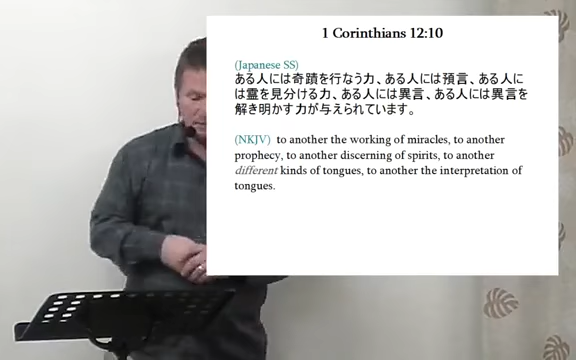 1 Corinthians 12:10
(Japanese SS)
ある人には奇蹟を行なう力、ある人には預言、ある人に
は霊を見分ける力、ある人には異言、ある人には異言を
解き明かす力が与えられています。
(NKJV) to another the working of miracles, to another
prophecy, to another discerning of spirits, to another
different kinds of tongues, to another the interpretation of
tongues.